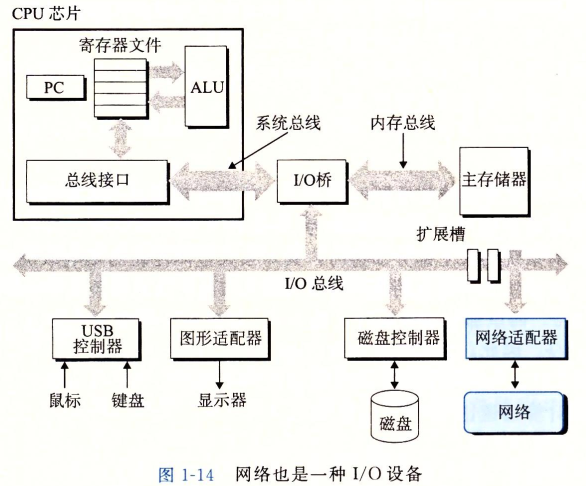 CPU 芯片
寄存器文件
PC
ALU
系统总线
内存总线
总线接口
I/O桥
主存储器
扩展槽
I/O 总线
USB
控制器
图形适配器
磁盘控制器
网络适配器
鼠标
键盘
显示器
磁盘
网络
图 1-14 网络也是一种 I/O 设备